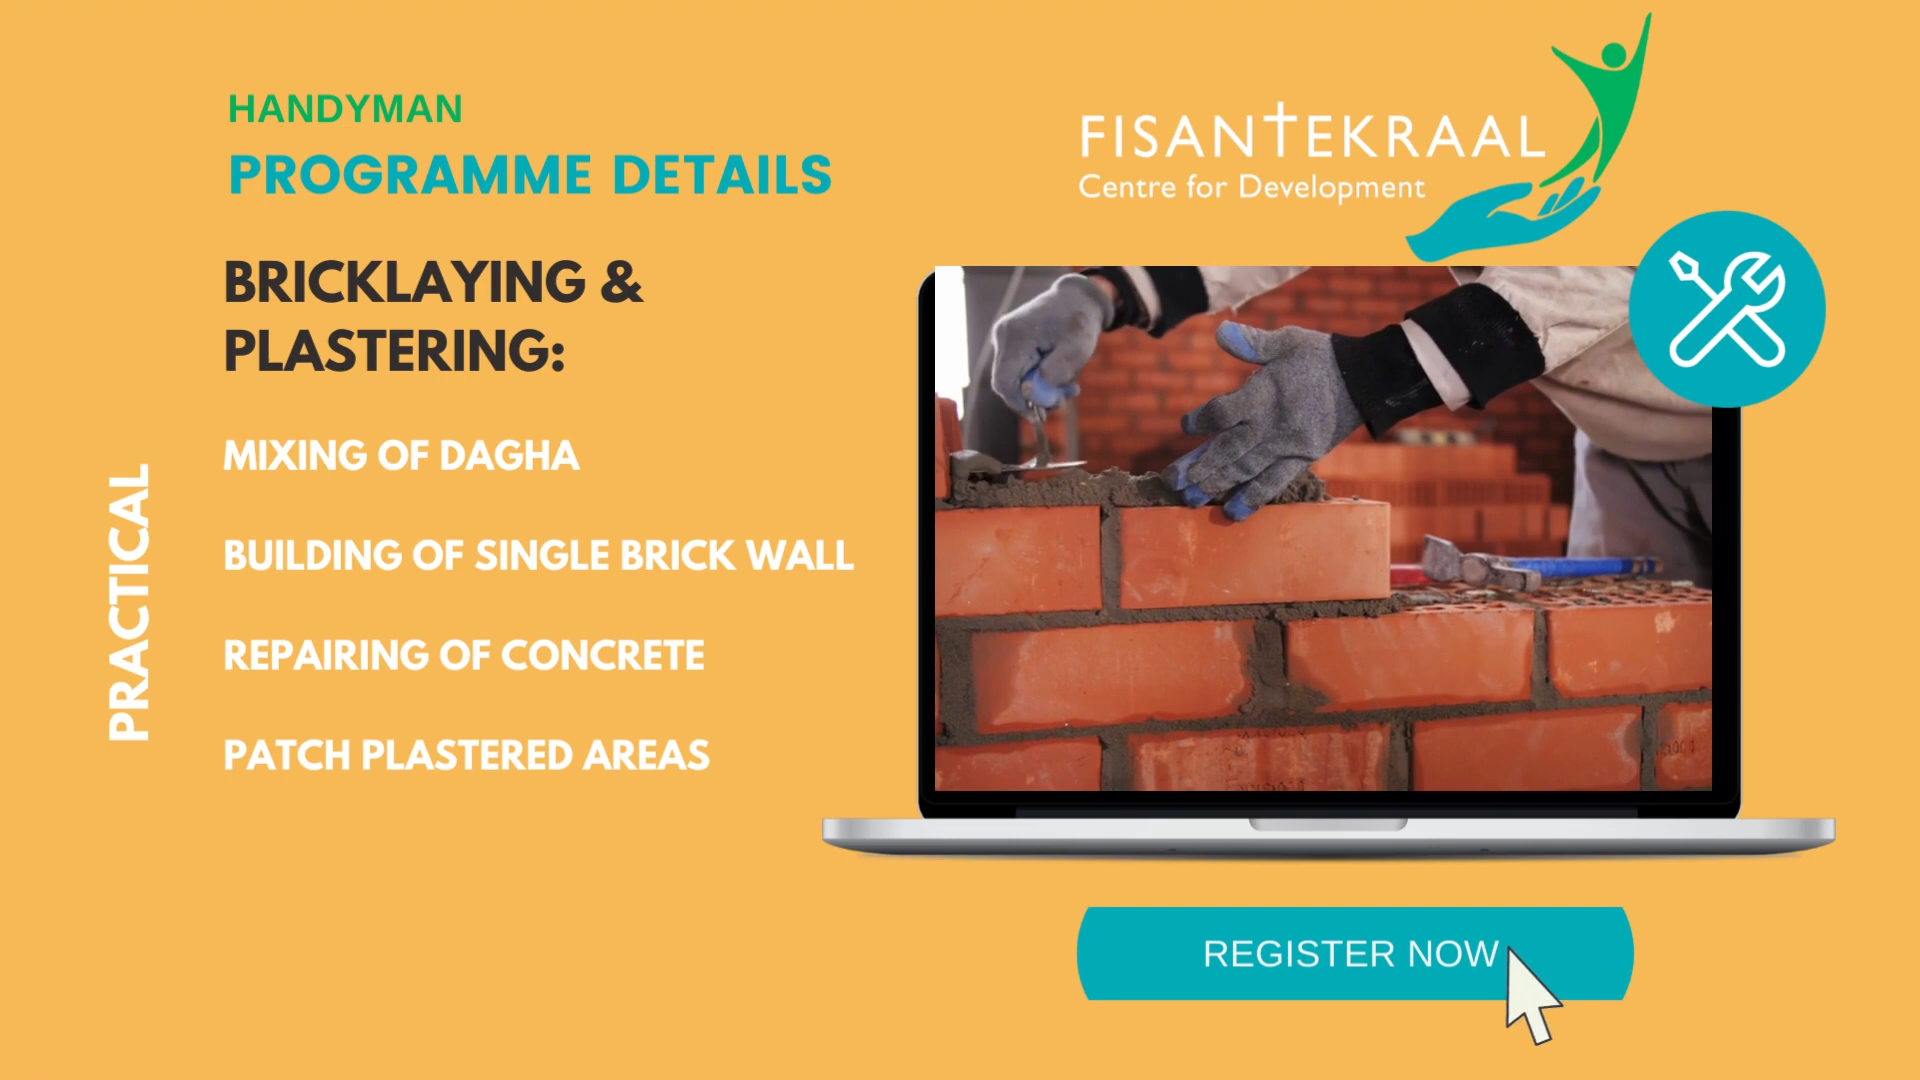 HANDYMAN
PROGRAMME DETAILS
FISANTEKRAAL
Centre for Development
BRICKLAYING &
PLASTERING:
PRACTICAL
MIXING OF DAGHA
BUILDING OF SINGLE BRICK WALL
REPAIRING OF CONCRETE
PATCH PLASTERED AREAS
REGISTER NOW